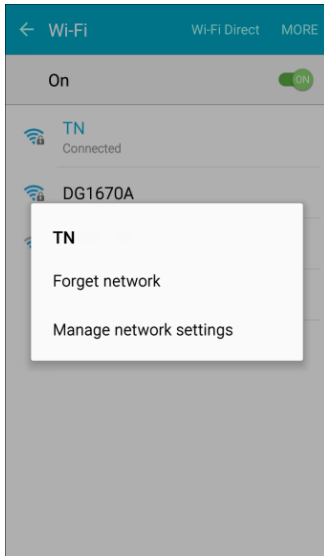 Wi-Fi Wi-Fi Direct MORE
On ON
TN
Connected
DG1670A
TN
Forget network
Manage network settings